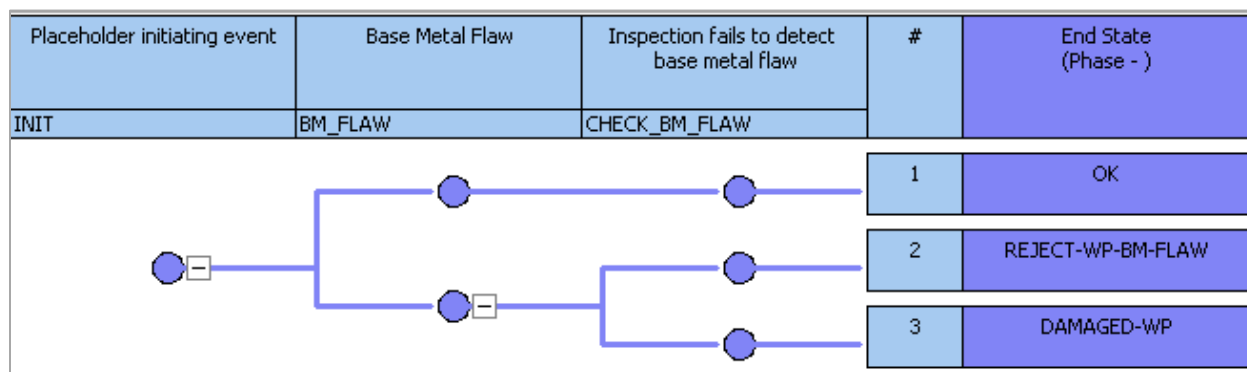 Placeholder initiating event
Base Metal Flaw
Inspection fails to detect
base metal flaw
#
End State
(Phase - )
INIT
BM_FLAW
CHECK_BM_FLAW
1
OK
2
REJECT-WP-BM-FLAW
3
DAMAGED-WP